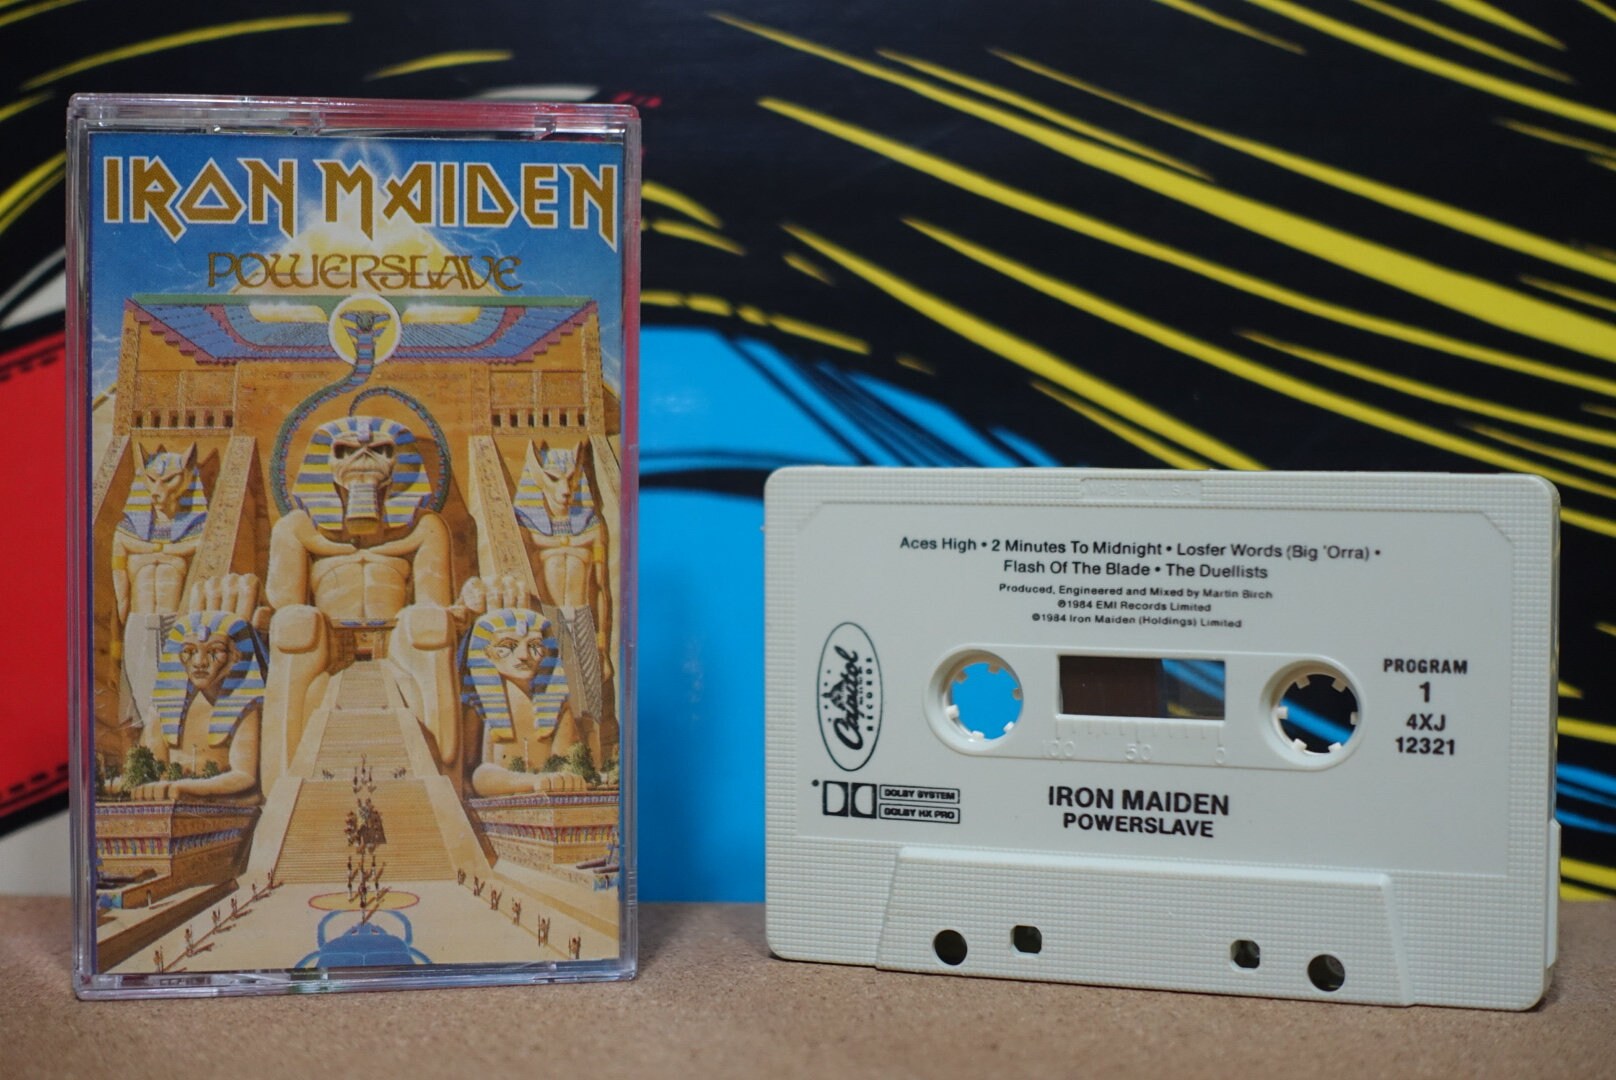 IRON MAIDEN
POWERSLAVE
Aces High • 2 Minutes To Midnight • Losfer Words (Big 'Orra) •
Flash Of The Blade • The Duellists
Produced, Engineered and Mixed by Martin Birch
℗1984 EMI Records Limited
©1984 Iron Maiden (Holdings) Limited
Capitol
RECORDS
PROGRAM
1
4XJ
12321
100 50 0
DOLBY SYSTEM
DOLBY HX PRO
IRON MAIDEN
POWERSLAVE